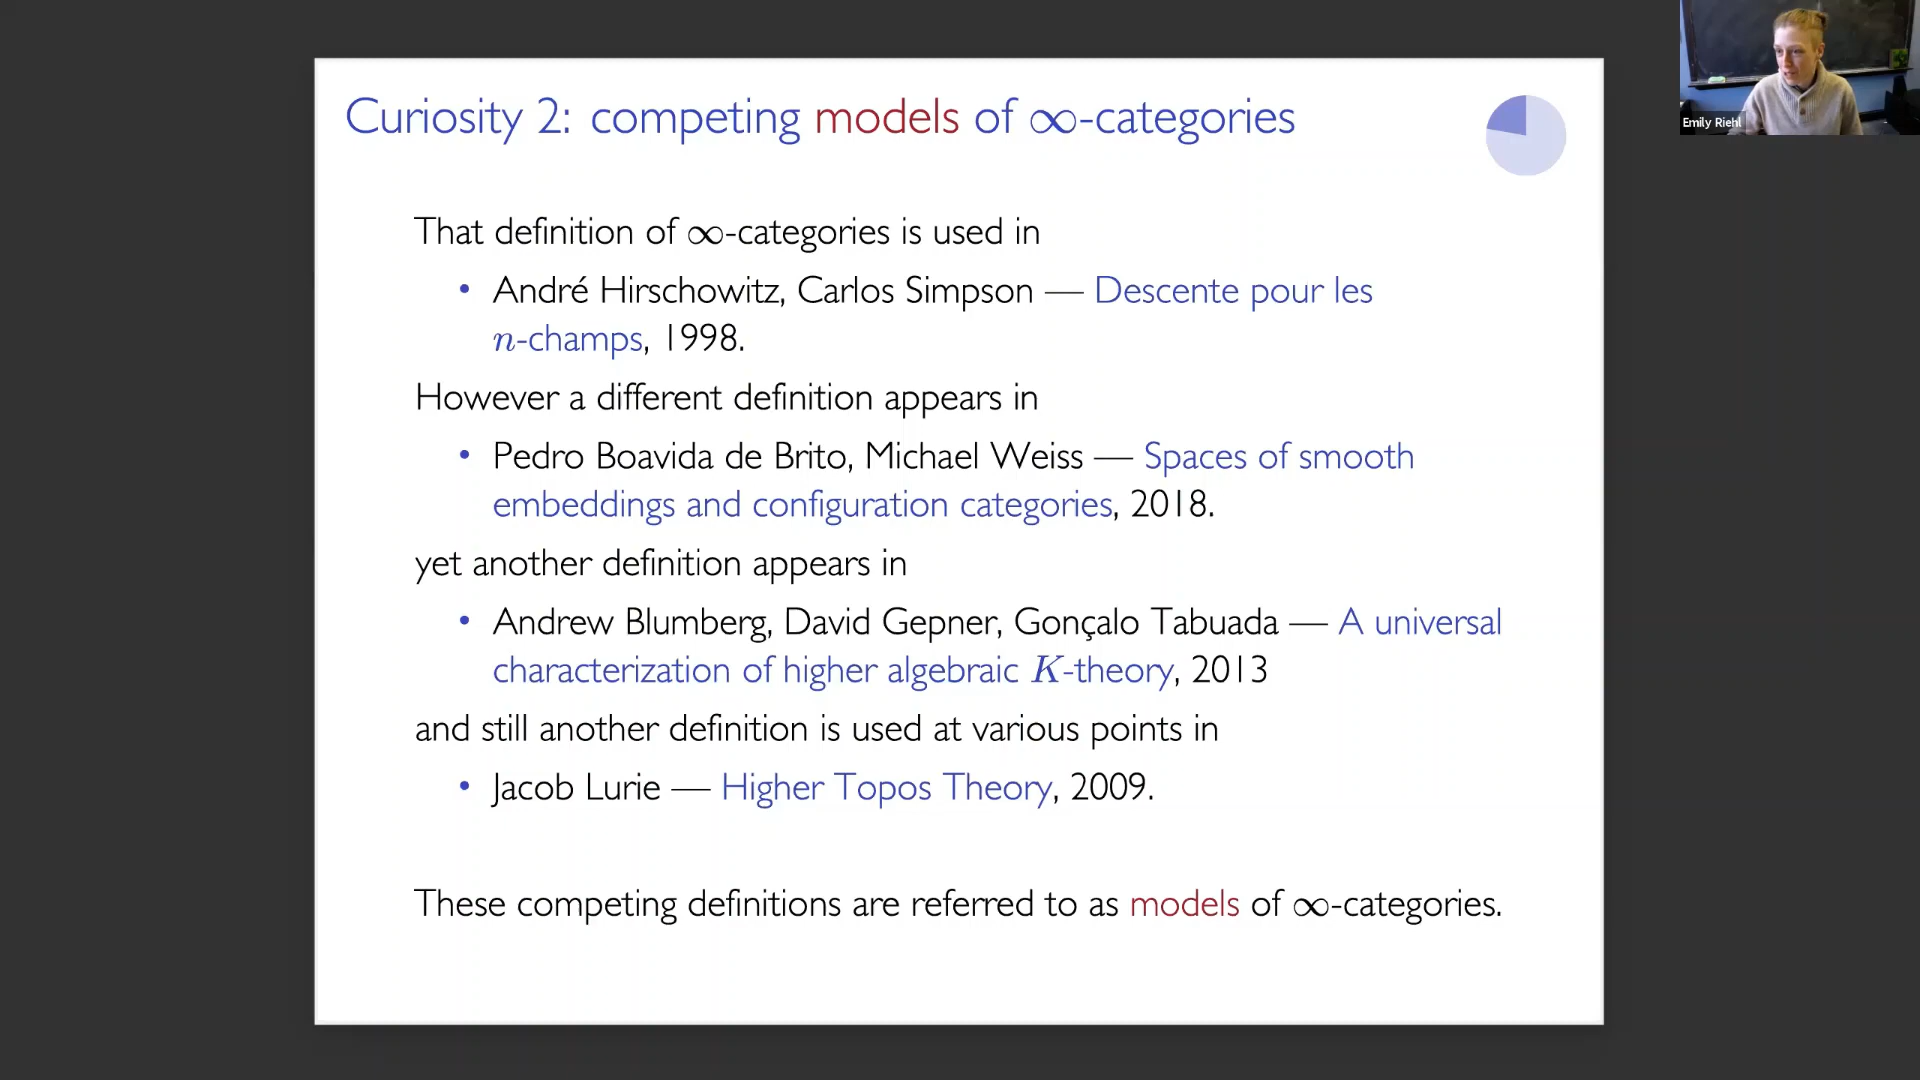 Curiosity 2: competing models of ∞-categories
Emily Riehl
That definition of ∞-categories is used in
• André Hirschowitz, Carlos Simpson — Descente pour les
n-champs, 1998.
However a different definition appears in
• Pedro Boavida de Brito, Michael Weiss — Spaces of smooth
embeddings and configuration categories, 2018.
yet another definition appears in
• Andrew Blumberg, David Gepner, Gonçalo Tabuada — A universal
characterization of higher algebraic K-theory, 2013
and still another definition is used at various points in
• Jacob Lurie — Higher Topos Theory, 2009.
These competing definitions are referred to as models of ∞-categories.